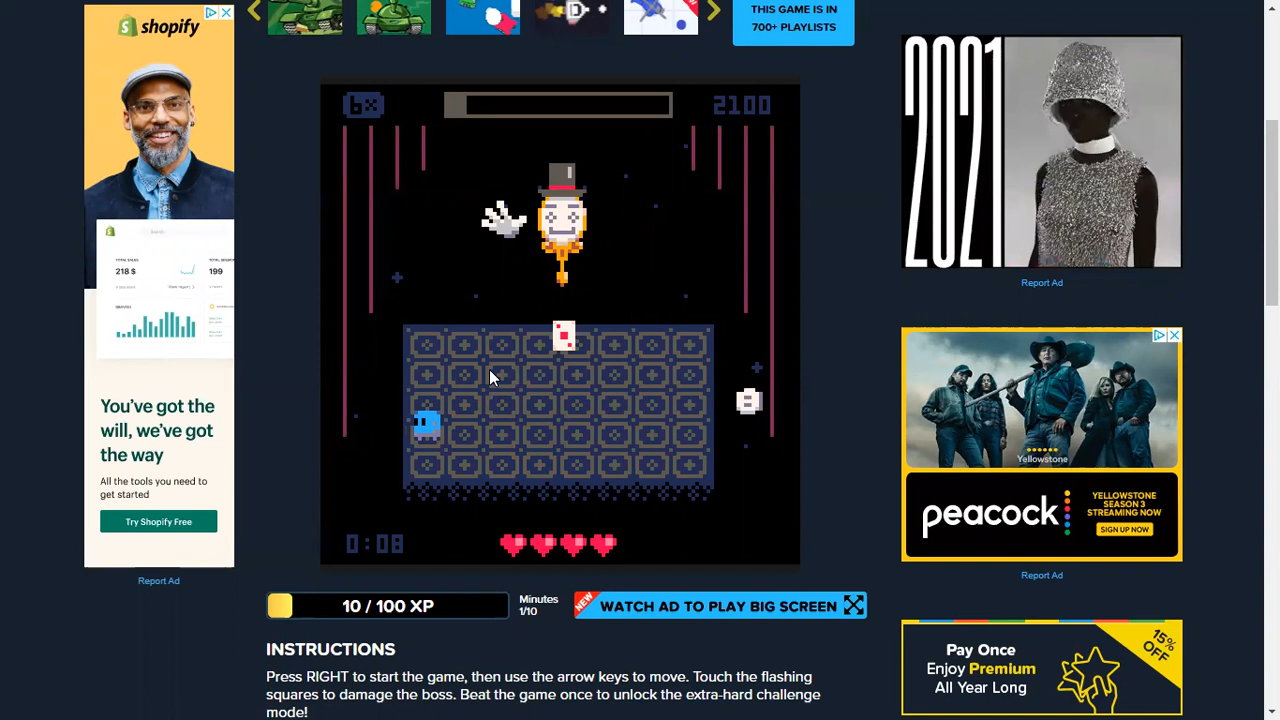 shopify
TOTAL SALES
218 $
199
You've got the
will, we've got
the way
All the tools you need to
get started
Try Shopify Free
Report Ad
THIS GAME IS IN
700+ PLAYLISTS
6x
2100
0:08
10 / 100 XP
Minutes
1/10
NEW
WATCH AD TO PLAY BIG SCREEN
INSTRUCTIONS
Press RIGHT to start the game, then use the arrow keys to move. Touch the flashing
squares to damage the boss. Beat the game once to unlock the extra-hard challenge
mode!
2021
Report Ad
Yellowstone
peacock
YELLOWSTONE
SEASON 3
STREAMING NOW
SIGN UP NOW
Report Ad
Pay Once
Enjoy Premium
All Year Long
15%
OFF